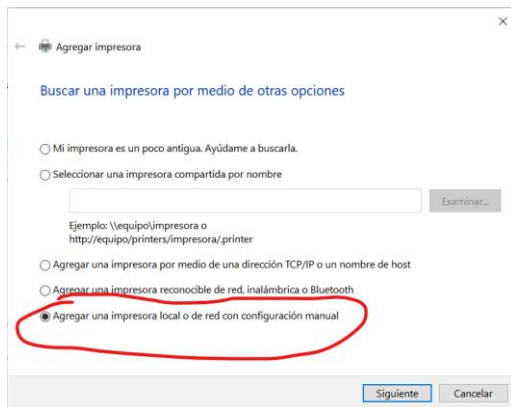 Agregar impresora
Buscar una impresora por medio de otras opciones
Mi impresora es un poco antigua. Ayúdame a buscarla.
Seleccionar una impresora compartida por nombre
Examinar...
Ejemplo: \\equipo\impresora o
http://equipo/printers/impresora/.printer
Agregar una impresora por medio de una dirección TCP/IP o un nombre de host
Agregar una impresora reconocible de red, inalámbrica o Bluetooth
Agregar una impresora local o de red con configuración manual
Siguiente Cancelar